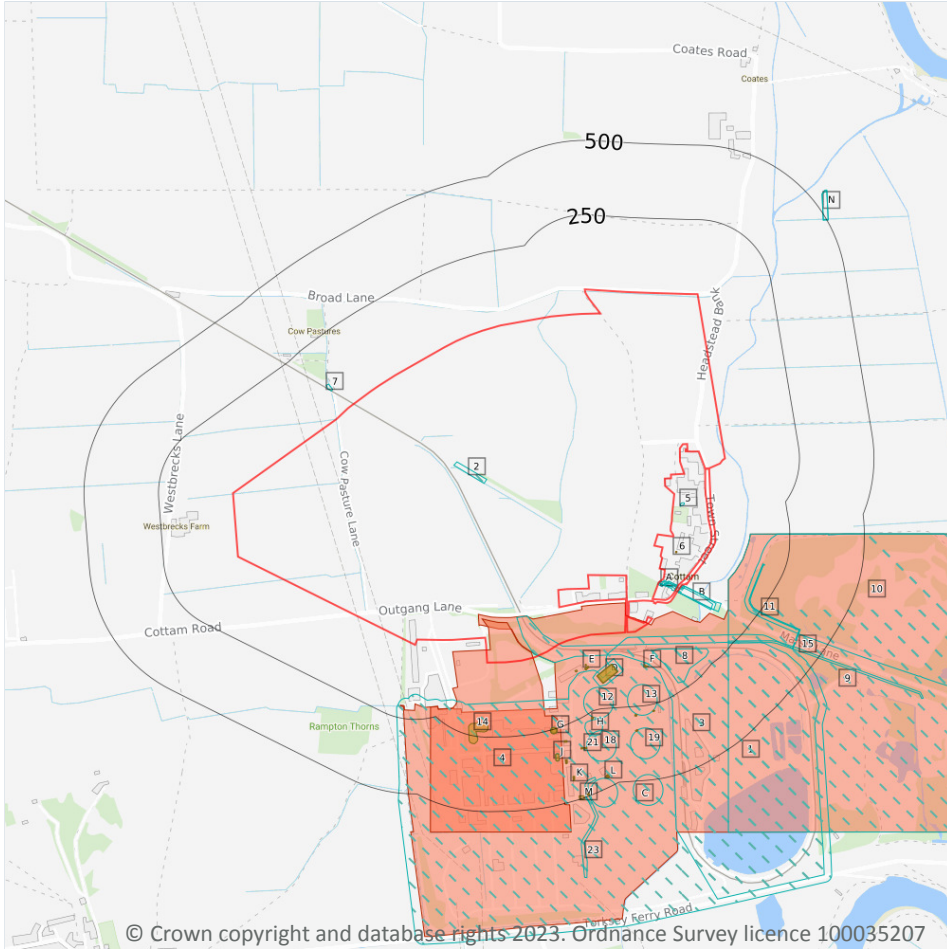 Coates Road
Coates
500
N
250
Headstead Bank
Broad Lane
Cow Pastures
7
Westbrecks Lane
Cow Pasture Lane
2
5
Town Street
Westbrecks Farm
6
A
Cottam
B
10
11
Outgang Lane
Cottam Road
15
Lane
E
F
8
9
12
13
Rampton Thorns
14
G
H
3
21
18
19
1
J
4
K
L
M
C
23
Torksey Ferry Road
© Crown copyright and database rights 2023. Ordnance Survey licence 100035207